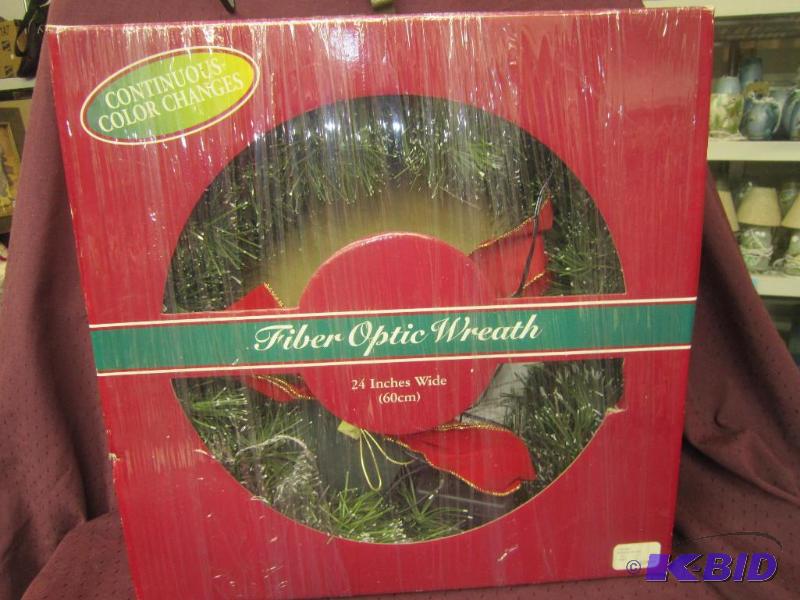 CONTINUOUS
COLOR CHANGES
Fiber Optic Wreath
24 Inches Wide
(60cm)
© K-BID